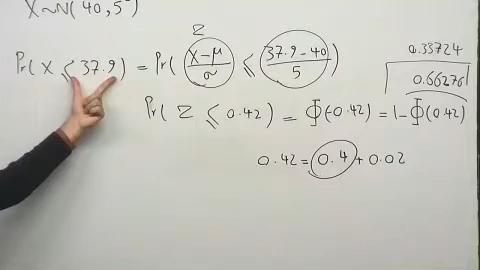 X~N(40,5²
Z
Pr(X ⩽ 37.9) = Pr( X-μ/σ ⩽ 37.9-40/5 )
0.33724
0.66276
Pr( Z ⩽ 0.42) = Φ(-0.42) = 1-Φ(0.42)
0.42 = 0.4 + 0.02